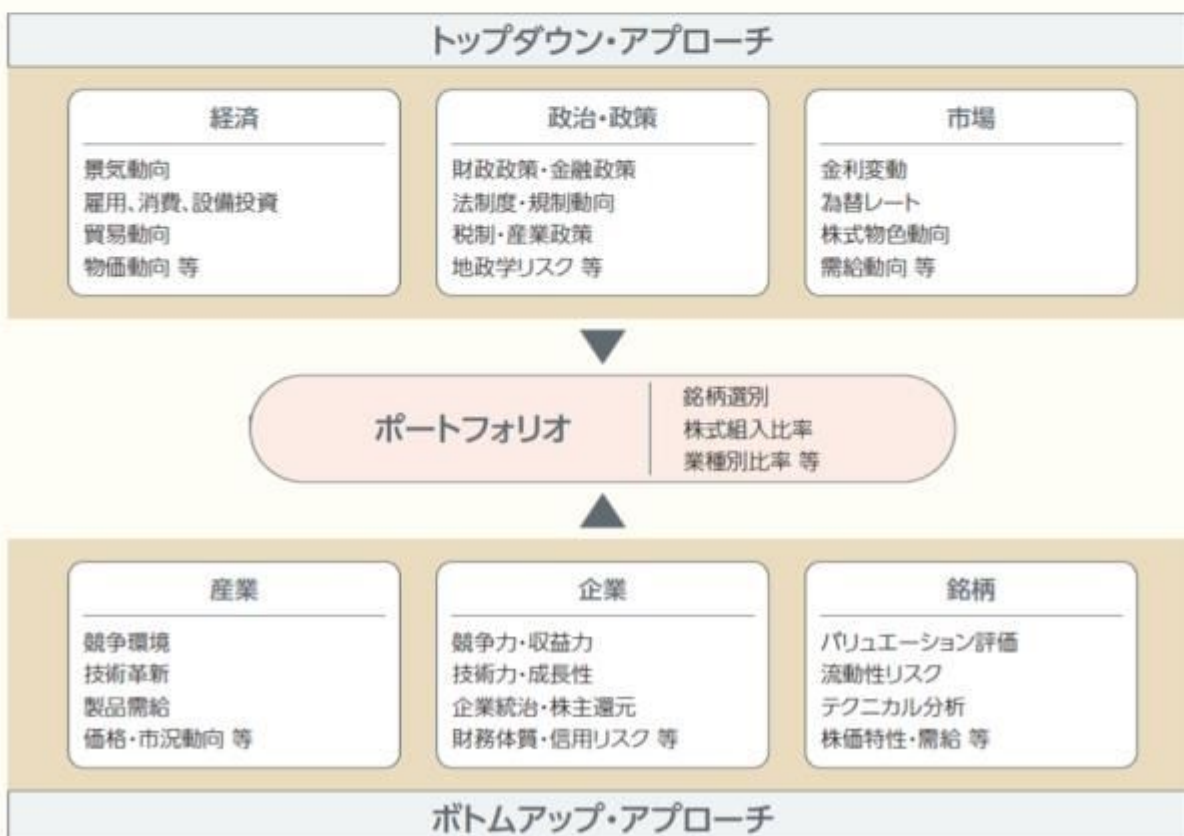 トップダウン・アプローチ
経済
景気動向
雇用、消費、設備投資
貿易動向
物価動向 等
政治・政策
財政政策・金融政策
法制度・規制動向
税制・産業政策
地政学リスク 等
市場
金利変動
為替レート
株式物色動向
需給動向 等
ポートフォリオ
銘柄選別
株式組入比率
業種別比率 等
産業
競争環境
技術革新
製品需給
価格・市況動向 等
企業
競争力・収益力
技術力・成長性
企業統治・株主還元
財務体質・信用リスク 等
銘柄
バリュエーション評価
流動性リスク
テクニカル分析
株価特性・需給 等
ボトムアップ・アプローチ